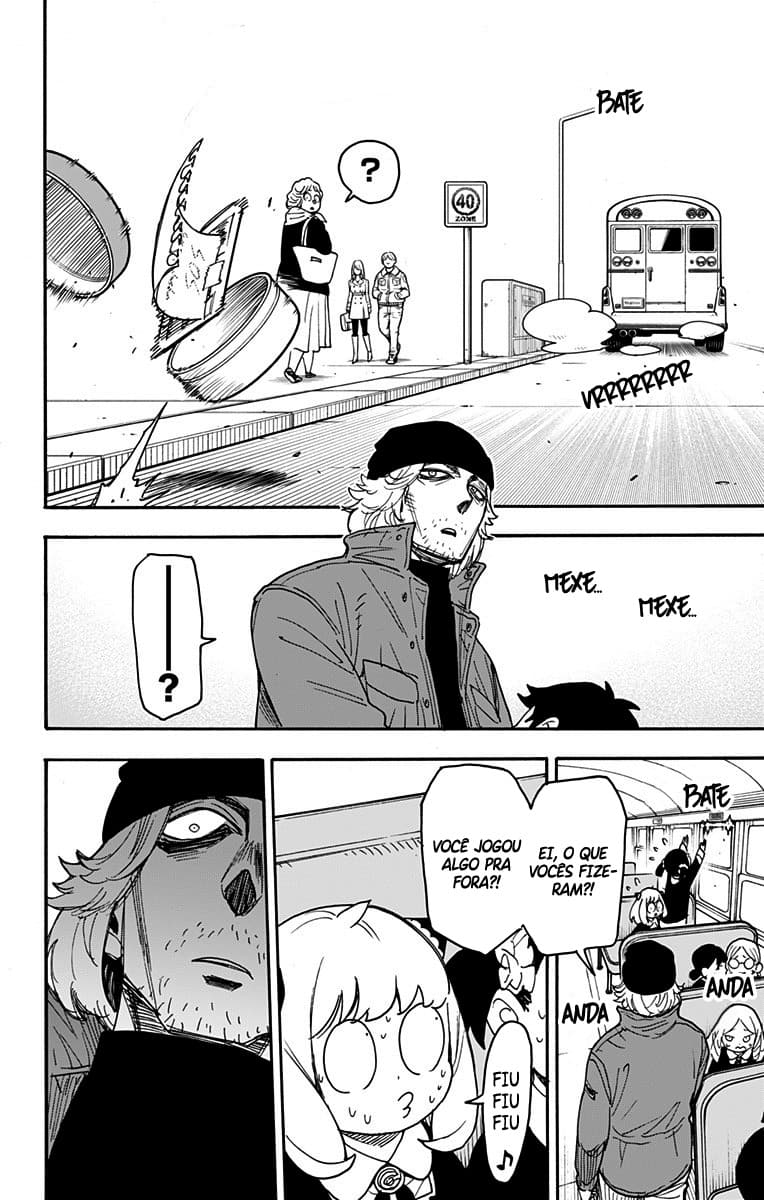 BATE
?
40
ZONE
VRRRRRRRR
MEXE...
MEXE...
?
BATE
EI, O QUE
VOCÊS FIZE-
RAM?!
VOCÊ JOGOU
ALGO PRA
FORA?!
ANDA
ANDA
FIU
FIU
FIU
♪